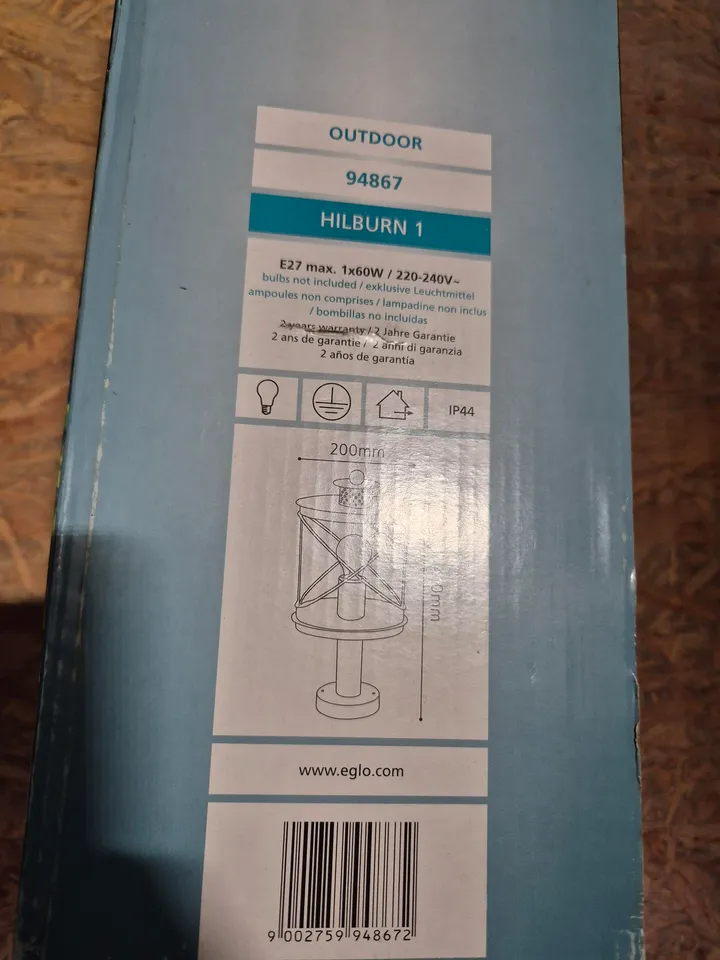 OUTDOOR
94867
HILBURN 1
E27 max. 1x60W / 220-240V~
bulbs not included / exklusive Leuchtmittel
ampoules non comprises / lampadine non inclus
/ bombillas no incluidas
2 years warranty / 2 Jahre Garantie
2 ans de garantie / 2 anni di garanzia
2 años de garantía
IP44
200mm
0mm
www.eglo.com
9 002759 948672